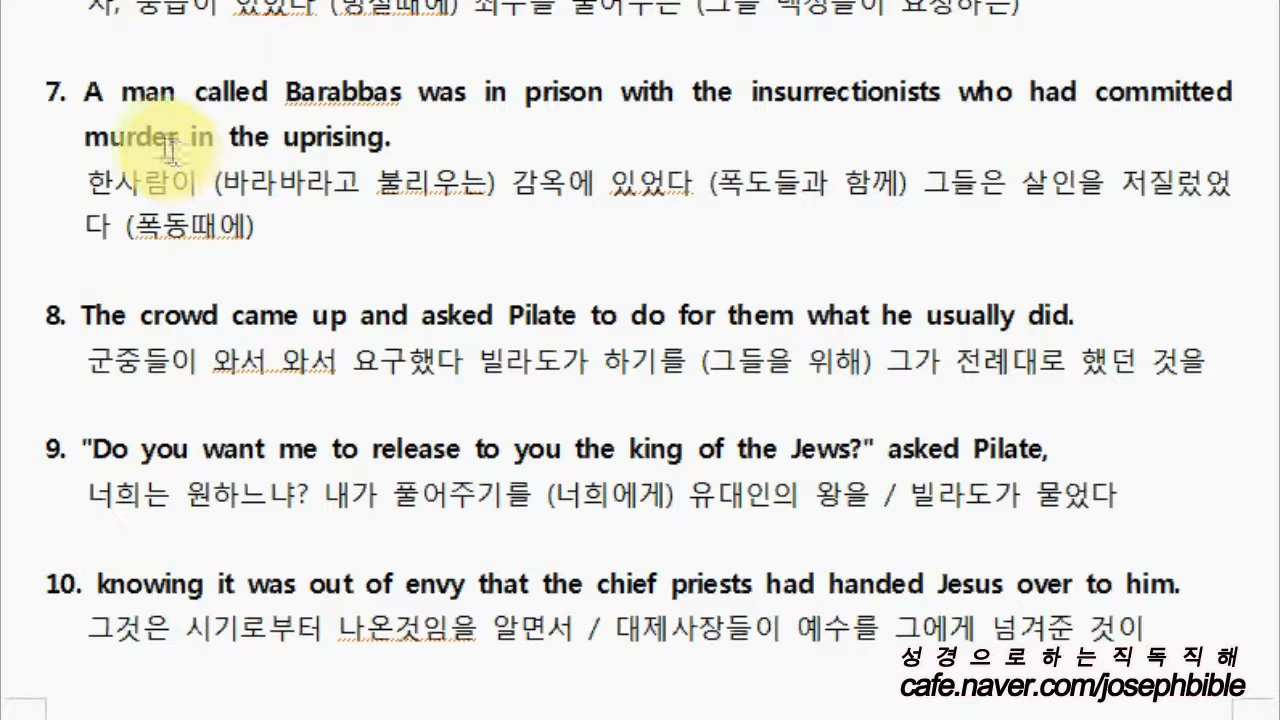 7. A man called Barabbas was in prison with the insurrectionists who had committed
murder in the uprising.
한사람이 (바라바라고 불리우는) 감옥에 있었다 (폭도들과 함께) 그들은 살인을 저질렀었
다 (폭동때에)
8. The crowd came up and asked Pilate to do for them what he usually did.
군중들이 와서 와서 요구했다 빌라도가 하기를 (그들을 위해) 그가 전례대로 했던 것을
9. "Do you want me to release to you the king of the Jews?" asked Pilate,
너희는 원하느냐? 내가 풀어주기를 (너희에게) 유대인의 왕을 / 빌라도가 물었다
10. knowing it was out of envy that the chief priests had handed Jesus over to him.
그것은 시기로부터 나온것임을 알면서 / 대제사장들이 예수를 그에게 넘겨준 것이
성경으로하는직독직해
cafe.naver.com/josephbible